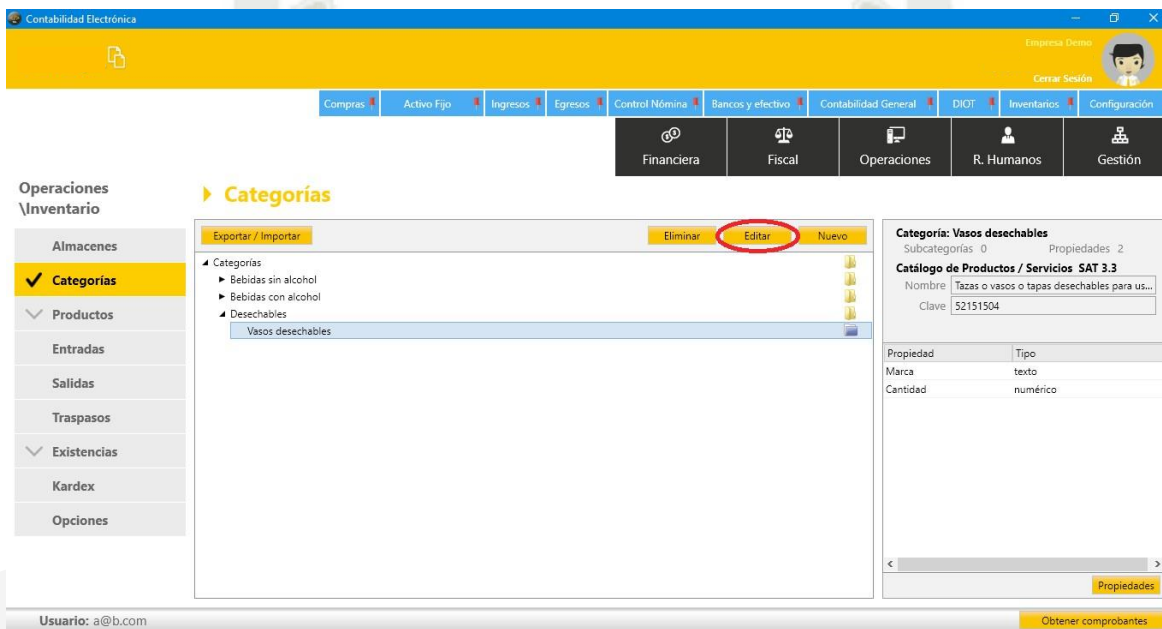 Contabilidad Electrónica
Empresa Demo
Cerrar Sesión
Compras Activo Fijo Ingresos Egresos Control Nómina Bancos y efectivo Contabilidad General DIOT Inventarios Configuración
Financiera Fiscal Operaciones R. Humanos Gestión
Operaciones
\Inventario
Almacenes
Categorías
Productos
Entradas
Salidas
Traspasos
Existencias
Kardex
Opciones
Categorías
Exportar / Importar Eliminar Editar Nuevo
Categorías
Bebidas sin alcohol
Bebidas con alcohol
Desechables
Vasos desechables
Categoría: Vasos desechables
Subcategorías 0 Propiedades 2
Catálogo de Productos / Servicios SAT 3.3
Nombre Tazas o vasos o tapas desechables para us...
Clave 52151504
Propiedad Tipo
Marca texto
Cantidad numérico
Propiedades
Usuario: a@b.com
Obtener comprobantes